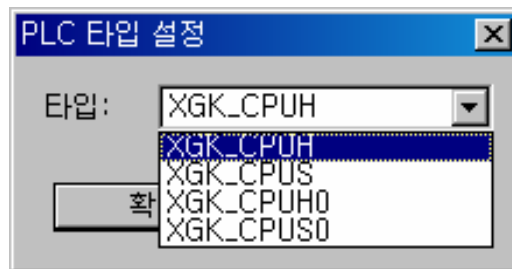 PLC 타입 설정
타입: XGK_CPUH
XGK_CPUH
XGK_CPUS
확 XGK_CPUH0
XGK_CPUS0